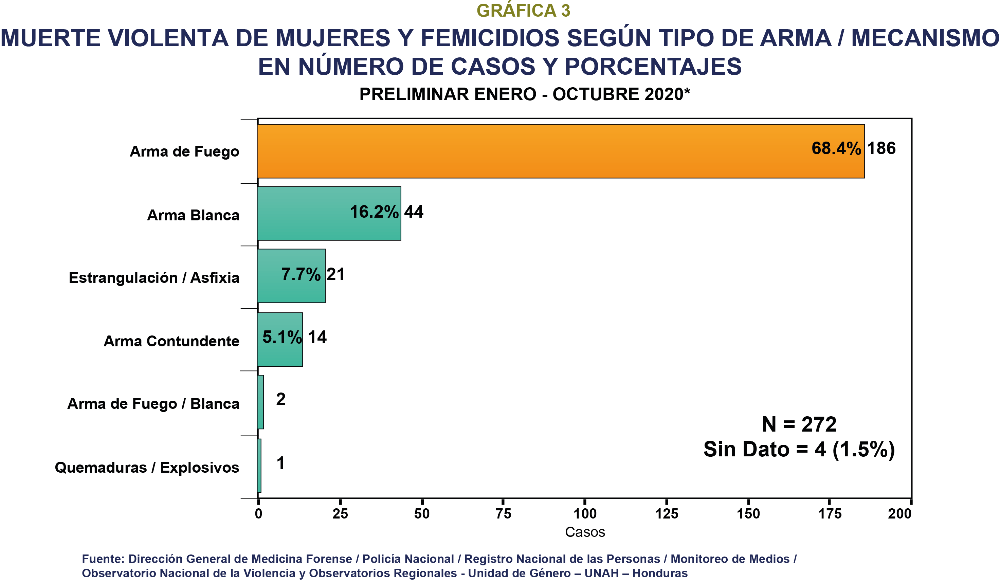 GRÁFICA 3
MUERTE VIOLENTA DE MUJERES Y FEMICIDIOS SEGÚN TIPO DE ARMA / MECANISMO
EN NÚMERO DE CASOS Y PORCENTAJES
PRELIMINAR ENERO - OCTUBRE 2020*
Arma de Fuego 68.4% 186
Arma Blanca 16.2% 44
Estrangulación / Asfixia 7.7% 21
Arma Contundente 5.1% 14
Arma de Fuego / Blanca 2
Quemaduras / Explosivos 1
N = 272
Sin Dato = 4 (1.5%)
0 25 50 75 100 125 150 175 200
Casos
Fuente: Dirección General de Medicina Forense / Policía Nacional / Registro Nacional de las Personas / Monitoreo de Medios /
Observatorio Nacional de la Violencia y Observatorios Regionales - Unidad de Género – UNAH – Honduras